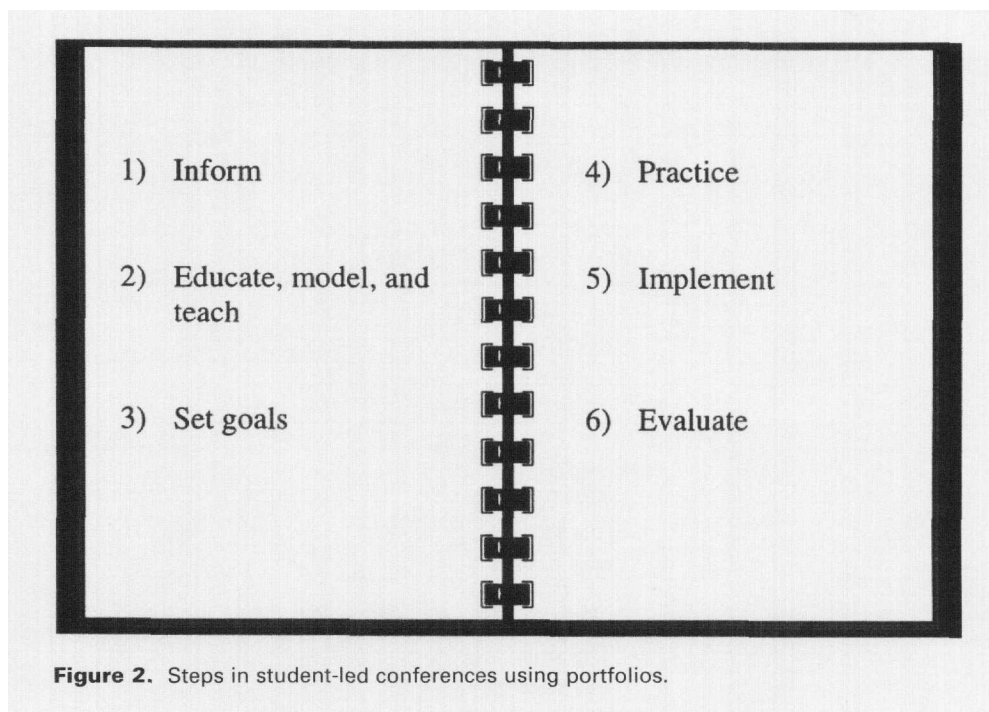 1) Inform
2) Educate, model, and
teach
3) Set goals
4) Practice
5) Implement
6) Evaluate
Figure 2. Steps in student-led conferences using portfolios.